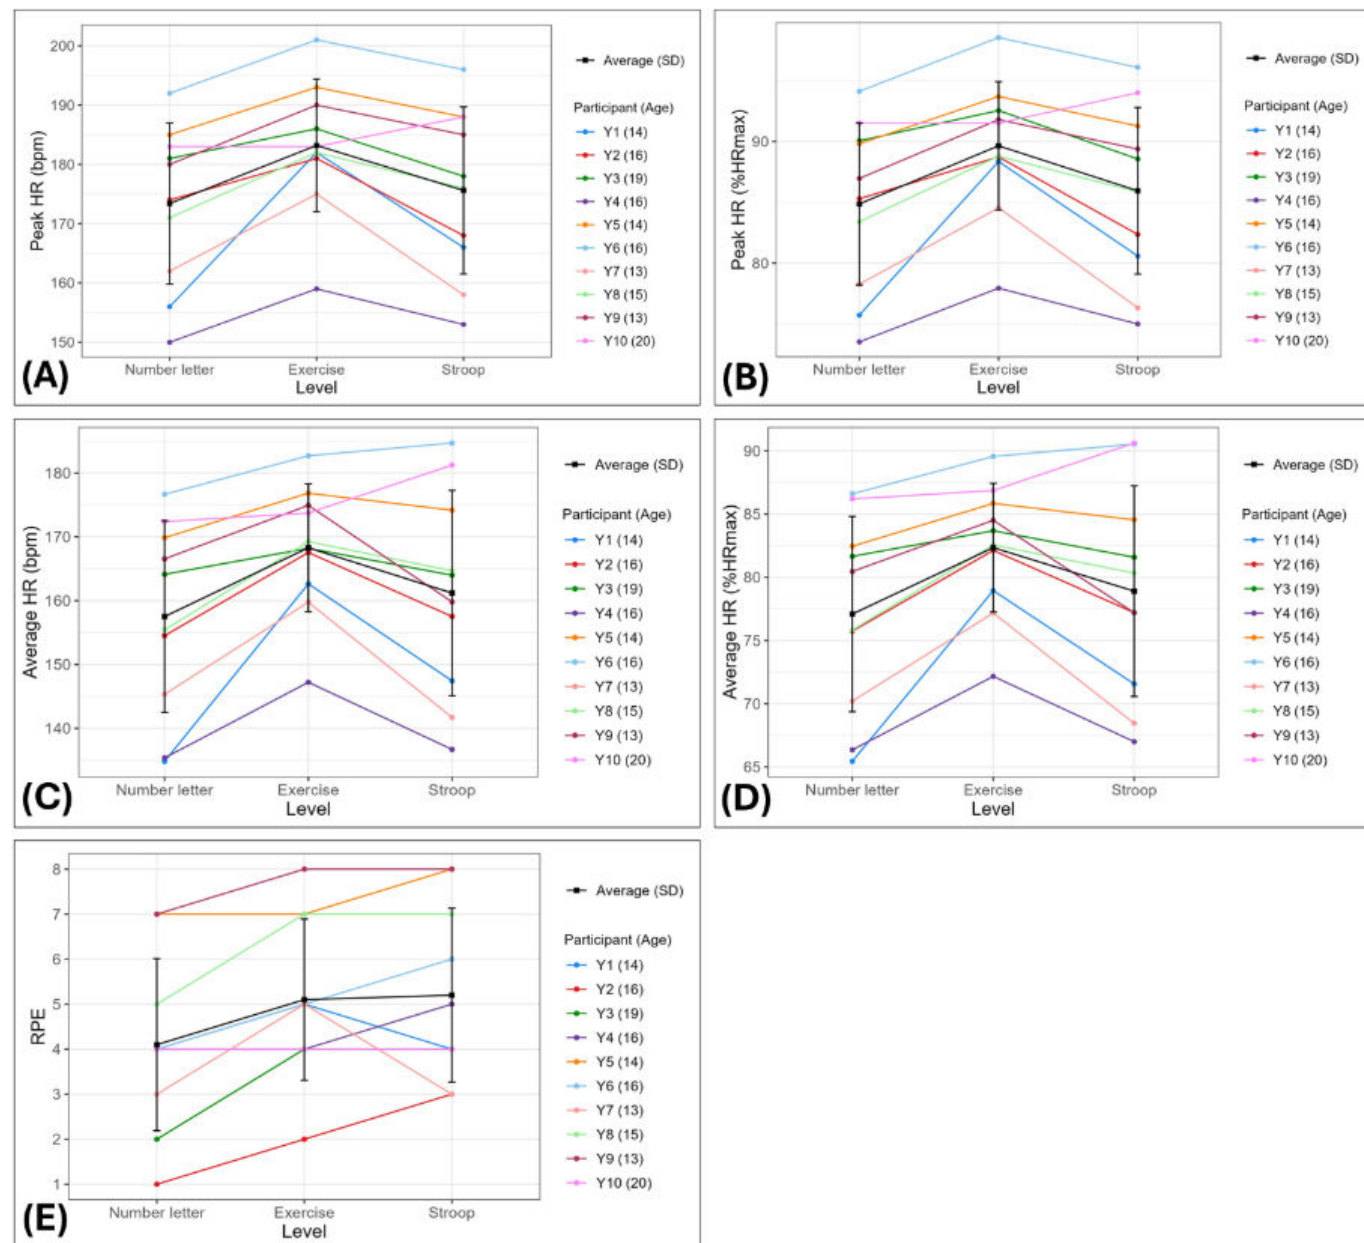 200
190
180
170
160
150
Peak HR (bpm)
Number letter
Exercise
Stroop
Level
Average (SD)
Participant (Age)
Y1 (14)
Y2 (16)
Y3 (19)
Y4 (16)
Y5 (14)
Y6 (16)
Y7 (13)
Y8 (15)
Y9 (13)
Y10 (20)
(A)
90
80
Peak HR (%HRmax)
Number letter
Exercise
Stroop
Level
Average (SD)
Participant (Age)
Y1 (14)
Y2 (16)
Y3 (19)
Y4 (16)
Y5 (14)
Y6 (16)
Y7 (13)
Y8 (15)
Y9 (13)
Y10 (20)
(B)
180
170
160
150
140
Average HR (bpm)
Number letter
Exercise
Stroop
Level
Average (SD)
Participant (Age)
Y1 (14)
Y2 (16)
Y3 (19)
Y4 (16)
Y5 (14)
Y6 (16)
Y7 (13)
Y8 (15)
Y9 (13)
Y10 (20)
(C)
90
85
80
75
70
65
Average HR (%HRmax)
Number letter
Exercise
Stroop
Level
Average (SD)
Participant (Age)
Y1 (14)
Y2 (16)
Y3 (19)
Y4 (16)
Y5 (14)
Y6 (16)
Y7 (13)
Y8 (15)
Y9 (13)
Y10 (20)
(D)
8
7
6
5
4
3
2
1
RPE
Number letter
Exercise
Stroop
Level
Average (SD)
Participant (Age)
Y1 (14)
Y2 (16)
Y3 (19)
Y4 (16)
Y5 (14)
Y6 (16)
Y7 (13)
Y8 (15)
Y9 (13)
Y10 (20)
(E)